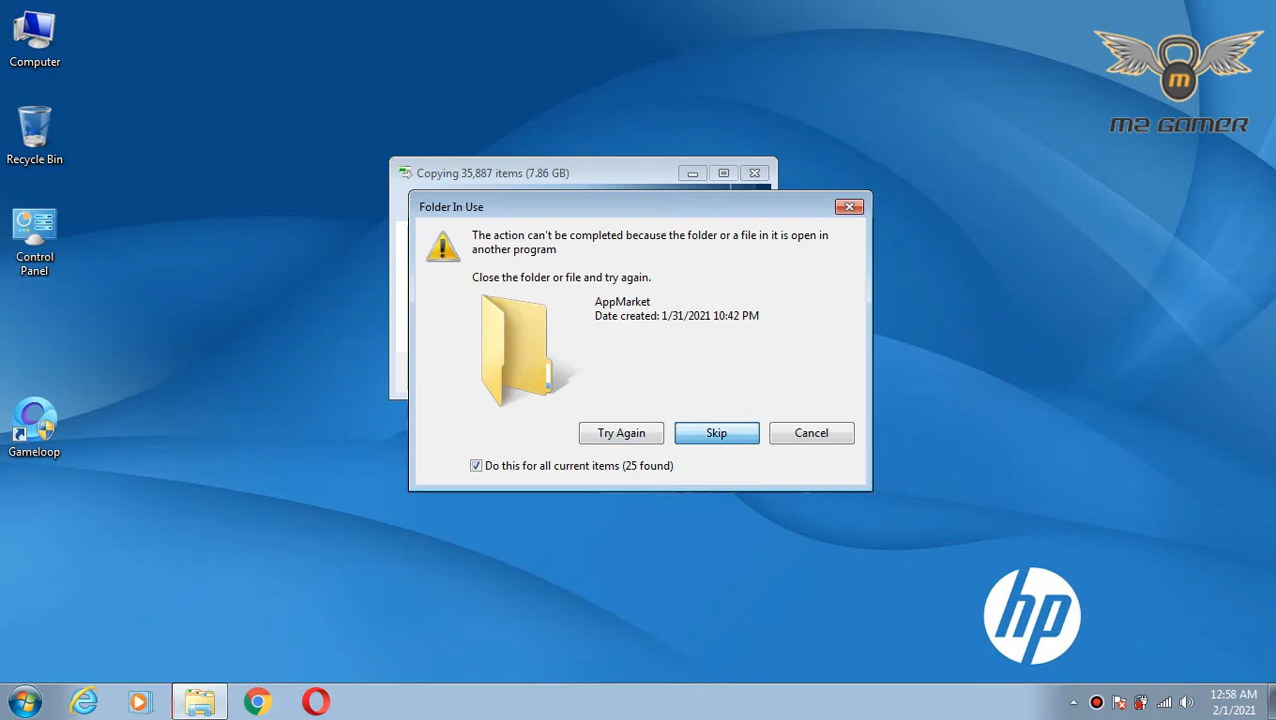 Computer
M2 GAMER
Recycle Bin
Control
Panel
Gameloop
Copying 35,887 items (7.86 GB)
Folder In Use
The action can't be completed because the folder or a file in it is open in
another program
Close the folder or file and try again.
AppMarket
Date created: 1/31/2021 10:42 PM
Try Again
Skip
Cancel
Do this for all current items (25 found)
hp
12:58 AM
2/1/2021